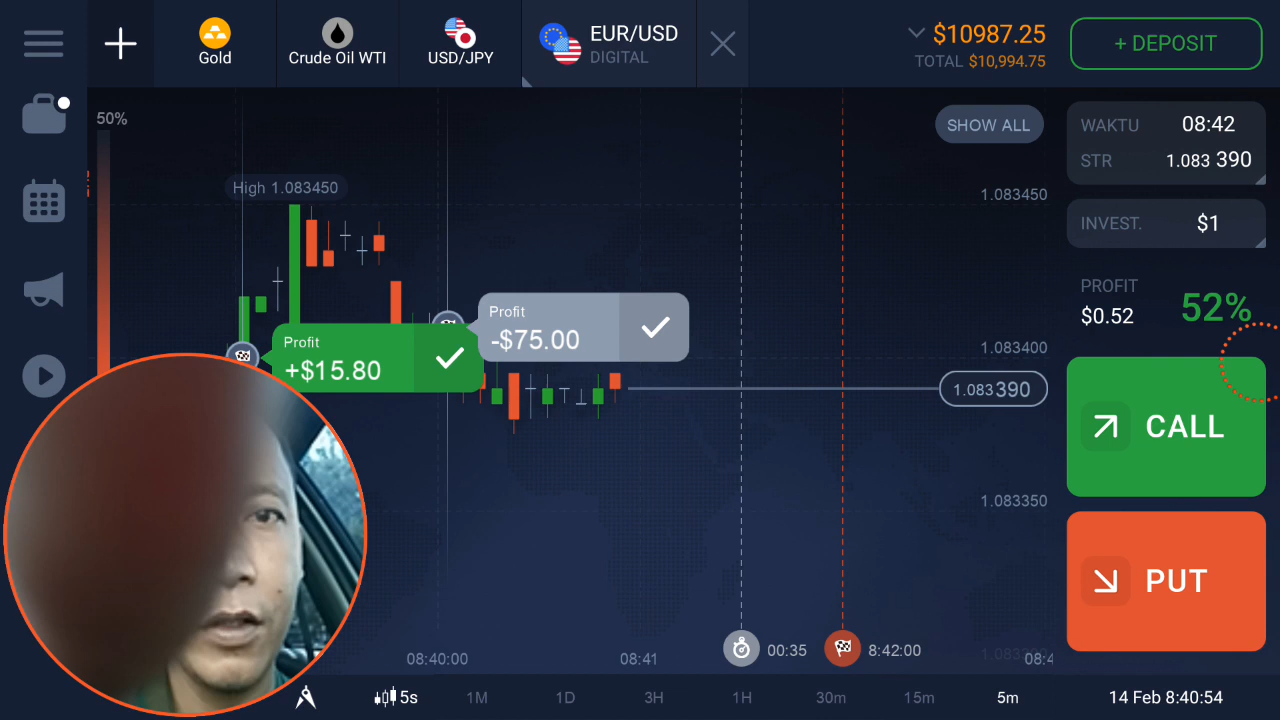 Gold
Crude Oil WTI
USD/JPY
EUR/USD
DIGITAL
$10987.25
TOTAL $10,994.75
+ DEPOSIT
50%
SHOW ALL
WAKTU 08:42
STR 1.083 390
High 1.083450
1.083450
INVEST. $1
PROFIT
$0.52
52%
Profit
+$15.80
Profit
-$75.00
1.083400
1.083390
CALL
1.083350
PUT
00:35
8:42:00
08:40:00
08:41
5s
1M
1D
3H
1H
30m
15m
5m
14 Feb 8:40:54